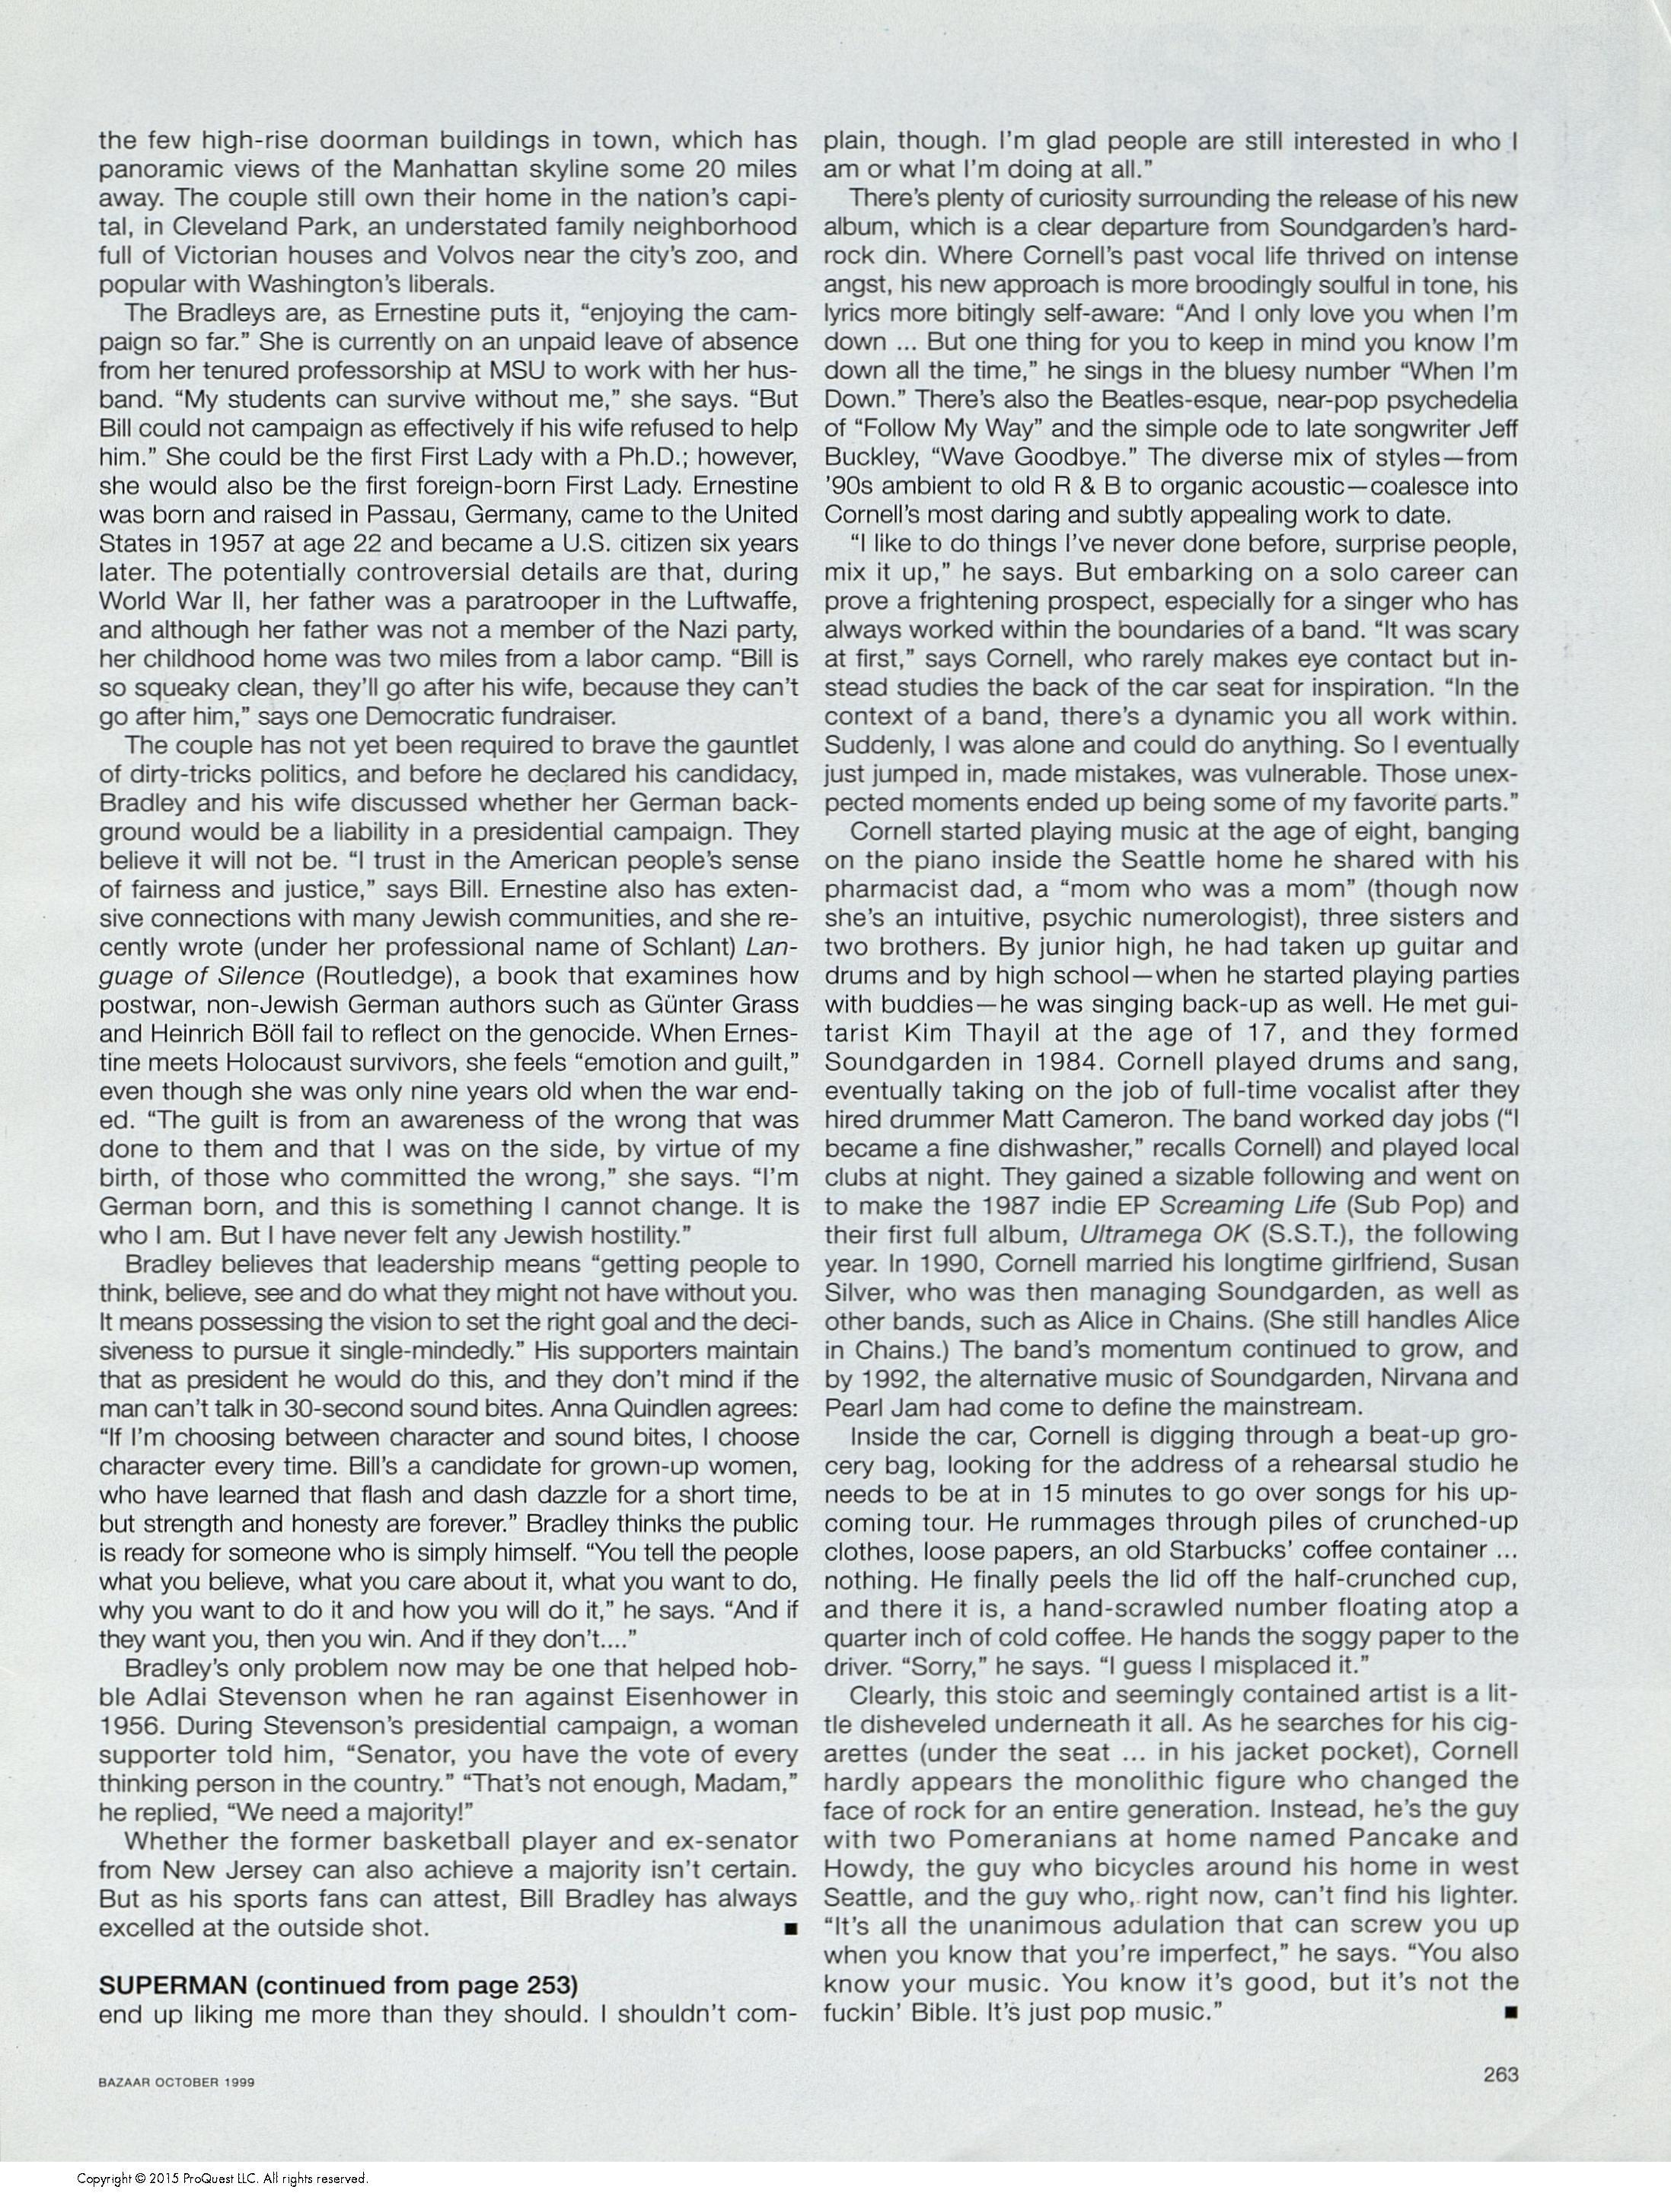 the few high-rise doorman buildings in town, which has
panoramic views of the Manhattan skyline some 20 miles
away. The couple still own their home in the nation's capi-
tal, in Cleveland Park, an understated family neighborhood
full of Victorian houses and Volvos near the city's zoo, and
popular with Washington's liberals.
The Bradleys are, as Ernestine puts it, “enjoying the cam-
paign so far.” She is currently on an unpaid leave of absence
from her tenured professorship at MSU to work with her hus-
band. “My students can survive without me,” she says. “But
Bill could not campaign as effectively if his wife refused to help
him.” She could be the first First Lady with a Ph.D.; however,
she would also be the first foreign-born First Lady. Ernestine
was born and raised in Passau, Germany, came to the United
States in 1957 at age 22 and became a U.S. citizen six years
later. The potentially controversial details are that, during
World War II, her father was a paratrooper in the Luftwaffe,
and although her father was not a member of the Nazi party,
her childhood home was two miles from a labor camp. “Bill is
so squeaky clean, they'll go after his wife, because they can't
go after him,” says one Democratic fundraiser.
The couple has not yet been required to brave the gauntlet
of dirty-tricks politics, and before he declared his candidacy,
Bradley and his wife discussed whether her German back-
ground would be a liability in a presidential campaign. They
believe it will not be. “I trust in the American people's sense
of fairness and justice,” says Bill. Ernestine also has exten-
sive connections with many Jewish communities, and she re-
cently wrote (under her professional name of Schlant) Lan-
guage of Silence (Routledge), a book that examines how
postwar, non-Jewish German authors such as Günter Grass
and Heinrich Böll fail to reflect on the genocide. When Ernes-
tine meets Holocaust survivors, she feels “emotion and guilt,”
even though she was only nine years old when the war end-
ed. “The guilt is from an awareness of the wrong that was
done to them and that I was on the side, by virtue of my
birth, of those who committed the wrong,” she says. “I'm
German born, and this is something I cannot change. It is
who I am. But I have never felt any Jewish hostility.”
Bradley believes that leadership means “getting people to
think, believe, see and do what they might not have without you.
It means possessing the vision to set the right goal and the deci-
siveness to pursue it single-mindedly.” His supporters maintain
that as president he would do this, and they don't mind if the
man can't talk in 30-second sound bites. Anna Quindlen agrees:
“If I'm choosing between character and sound bites, I choose
character every time. Bill's a candidate for grown-up women,
who have learned that flash and dash dazzle for a short time,
but strength and honesty are forever.” Bradley thinks the public
is ready for someone who is simply himself. “You tell the people
what you believe, what you care about it, what you want to do,
why you want to do it and how you will do it,” he says. “And if
they want you, then you win. And if they don't....”
Bradley's only problem now may be one that helped hob-
ble Adlai Stevenson when he ran against Eisenhower in
1956. During Stevenson's presidential campaign, a woman
supporter told him, “Senator, you have the vote of every
thinking person in the country.” “That's not enough, Madam,”
he replied, “We need a majority!”
Whether the former basketball player and ex-senator
from New Jersey can also achieve a majority isn't certain.
But as his sports fans can attest, Bill Bradley has always
excelled at the outside shot. ■
SUPERMAN (continued from page 253)
end up liking me more than they should. I shouldn't com-
plain, though. I'm glad people are still interested in who I
am or what I'm doing at all.”
There's plenty of curiosity surrounding the release of his new
album, which is a clear departure from Soundgarden's hard-
rock din. Where Cornell's past vocal life thrived on intense
angst, his new approach is more broodingly soulful in tone, his
lyrics more bitingly self-aware: “And I only love you when I'm
down ... But one thing for you to keep in mind you know I'm
down all the time,” he sings in the bluesy number “When I'm
Down.” There's also the Beatles-esque, near-pop psychedelia
of “Follow My Way” and the simple ode to late songwriter Jeff
Buckley, “Wave Goodbye.” The diverse mix of styles—from
'90s ambient to old R & B to organic acoustic—coalesce into
Cornell's most daring and subtly appealing work to date.
“I like to do things I've never done before, surprise people,
mix it up,” he says. But embarking on a solo career can
prove a frightening prospect, especially for a singer who has
always worked within the boundaries of a band. “It was scary
at first,” says Cornell, who rarely makes eye contact but in-
stead studies the back of the car seat for inspiration. “In the
context of a band, there's a dynamic you all work within.
Suddenly, I was alone and could do anything. So I eventually
just jumped in, made mistakes, was vulnerable. Those unex-
pected moments ended up being some of my favorite parts.”
Cornell started playing music at the age of eight, banging
on the piano inside the Seattle home he shared with his
pharmacist dad, a “mom who was a mom” (though now
she's an intuitive, psychic numerologist), three sisters and
two brothers. By junior high, he had taken up guitar and
drums and by high school—when he started playing parties
with buddies—he was singing back-up as well. He met gui-
tarist Kim Thayil at the age of 17, and they formed
Soundgarden in 1984. Cornell played drums and sang,
eventually taking on the job of full-time vocalist after they
hired drummer Matt Cameron. The band worked day jobs (“I
became a fine dishwasher,” recalls Cornell) and played local
clubs at night. They gained a sizable following and went on
to make the 1987 indie EP Screaming Life (Sub Pop) and
their first full album, Ultramega OK (S.S.T.), the following
year. In 1990, Cornell married his longtime girlfriend, Susan
Silver, who was then managing Soundgarden, as well as
other bands, such as Alice in Chains. (She still handles Alice
in Chains.) The band's momentum continued to grow, and
by 1992, the alternative music of Soundgarden, Nirvana and
Pearl Jam had come to define the mainstream.
Inside the car, Cornell is digging through a beat-up gro-
cery bag, looking for the address of a rehearsal studio he
needs to be at in 15 minutes to go over songs for his up-
coming tour. He rummages through piles of crunched-up
clothes, loose papers, an old Starbucks' coffee container ...
nothing. He finally peels the lid off the half-crunched cup,
and there it is, a hand-scrawled number floating atop a
quarter inch of cold coffee. He hands the soggy paper to the
driver. “Sorry,” he says. “I guess I misplaced it.”
Clearly, this stoic and seemingly contained artist is a lit-
tle disheveled underneath it all. As he searches for his cig-
arettes (under the seat ... in his jacket pocket), Cornell
hardly appears the monolithic figure who changed the
face of rock for an entire generation. Instead, he's the guy
with two Pomeranians at home named Pancake and
Howdy, the guy who bicycles around his home in west
Seattle, and the guy who, right now, can't find his lighter.
“It's all the unanimous adulation that can screw you up
when you know that you're imperfect,” he says. “You also
know your music. You know it's good, but it's not the
fuckin' Bible. It's just pop music.” ■
BAZAAR OCTOBER 1999
263
Copyright © 2015 ProQuest LLC. All rights reserved.